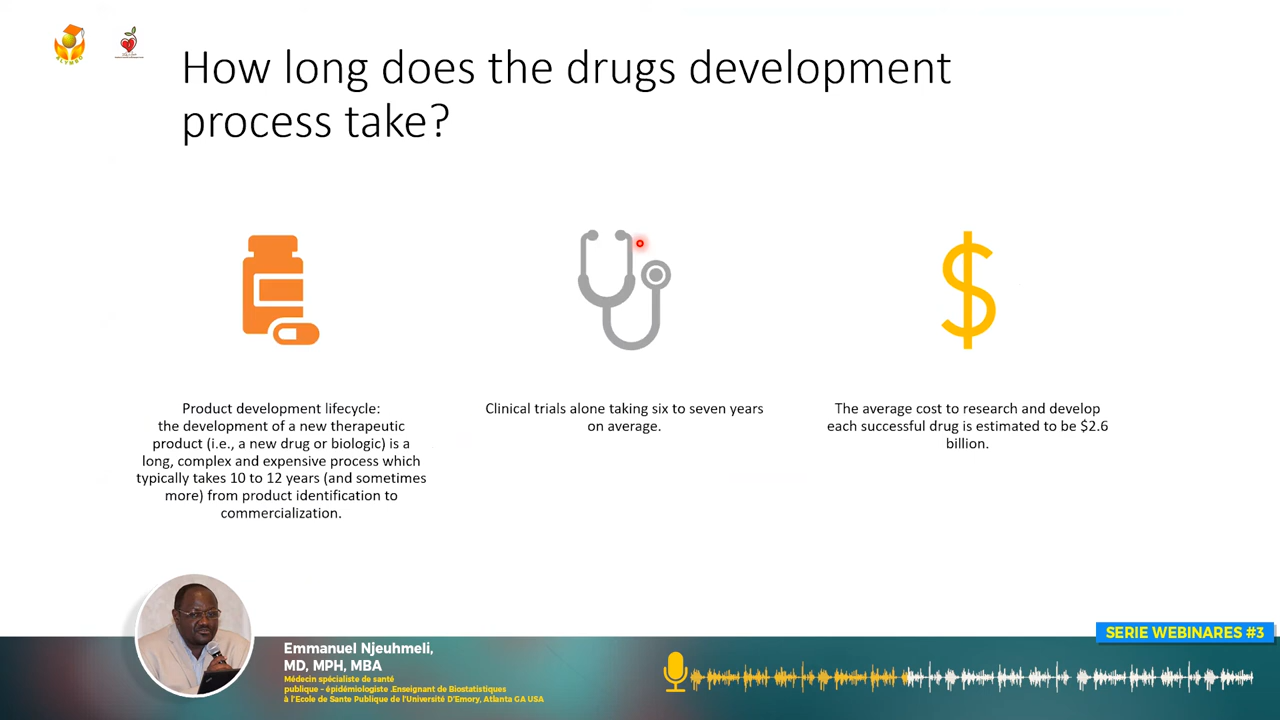 How long does the drugs development
process take?
Product development lifecycle:
the development of a new therapeutic
product (i.e., a new drug or biologic) is a
long, complex and expensive process which
typically takes 10 to 12 years (and sometimes
more) from product identification to
commercialization.
Clinical trials alone taking six to seven years
on average.
The average cost to research and develop
each successful drug is estimated to be $2.6
billion.
SERIE WEBINARES #3
Emmanuel Njeuhmeli,
MD, MPH, MBA
Médecin spécialiste de santé
publique - épidémiologiste .Enseignant de Biostatistiques
à l'Ecole de Sante Publique de l'Université D'Emory, Atlanta GA USA